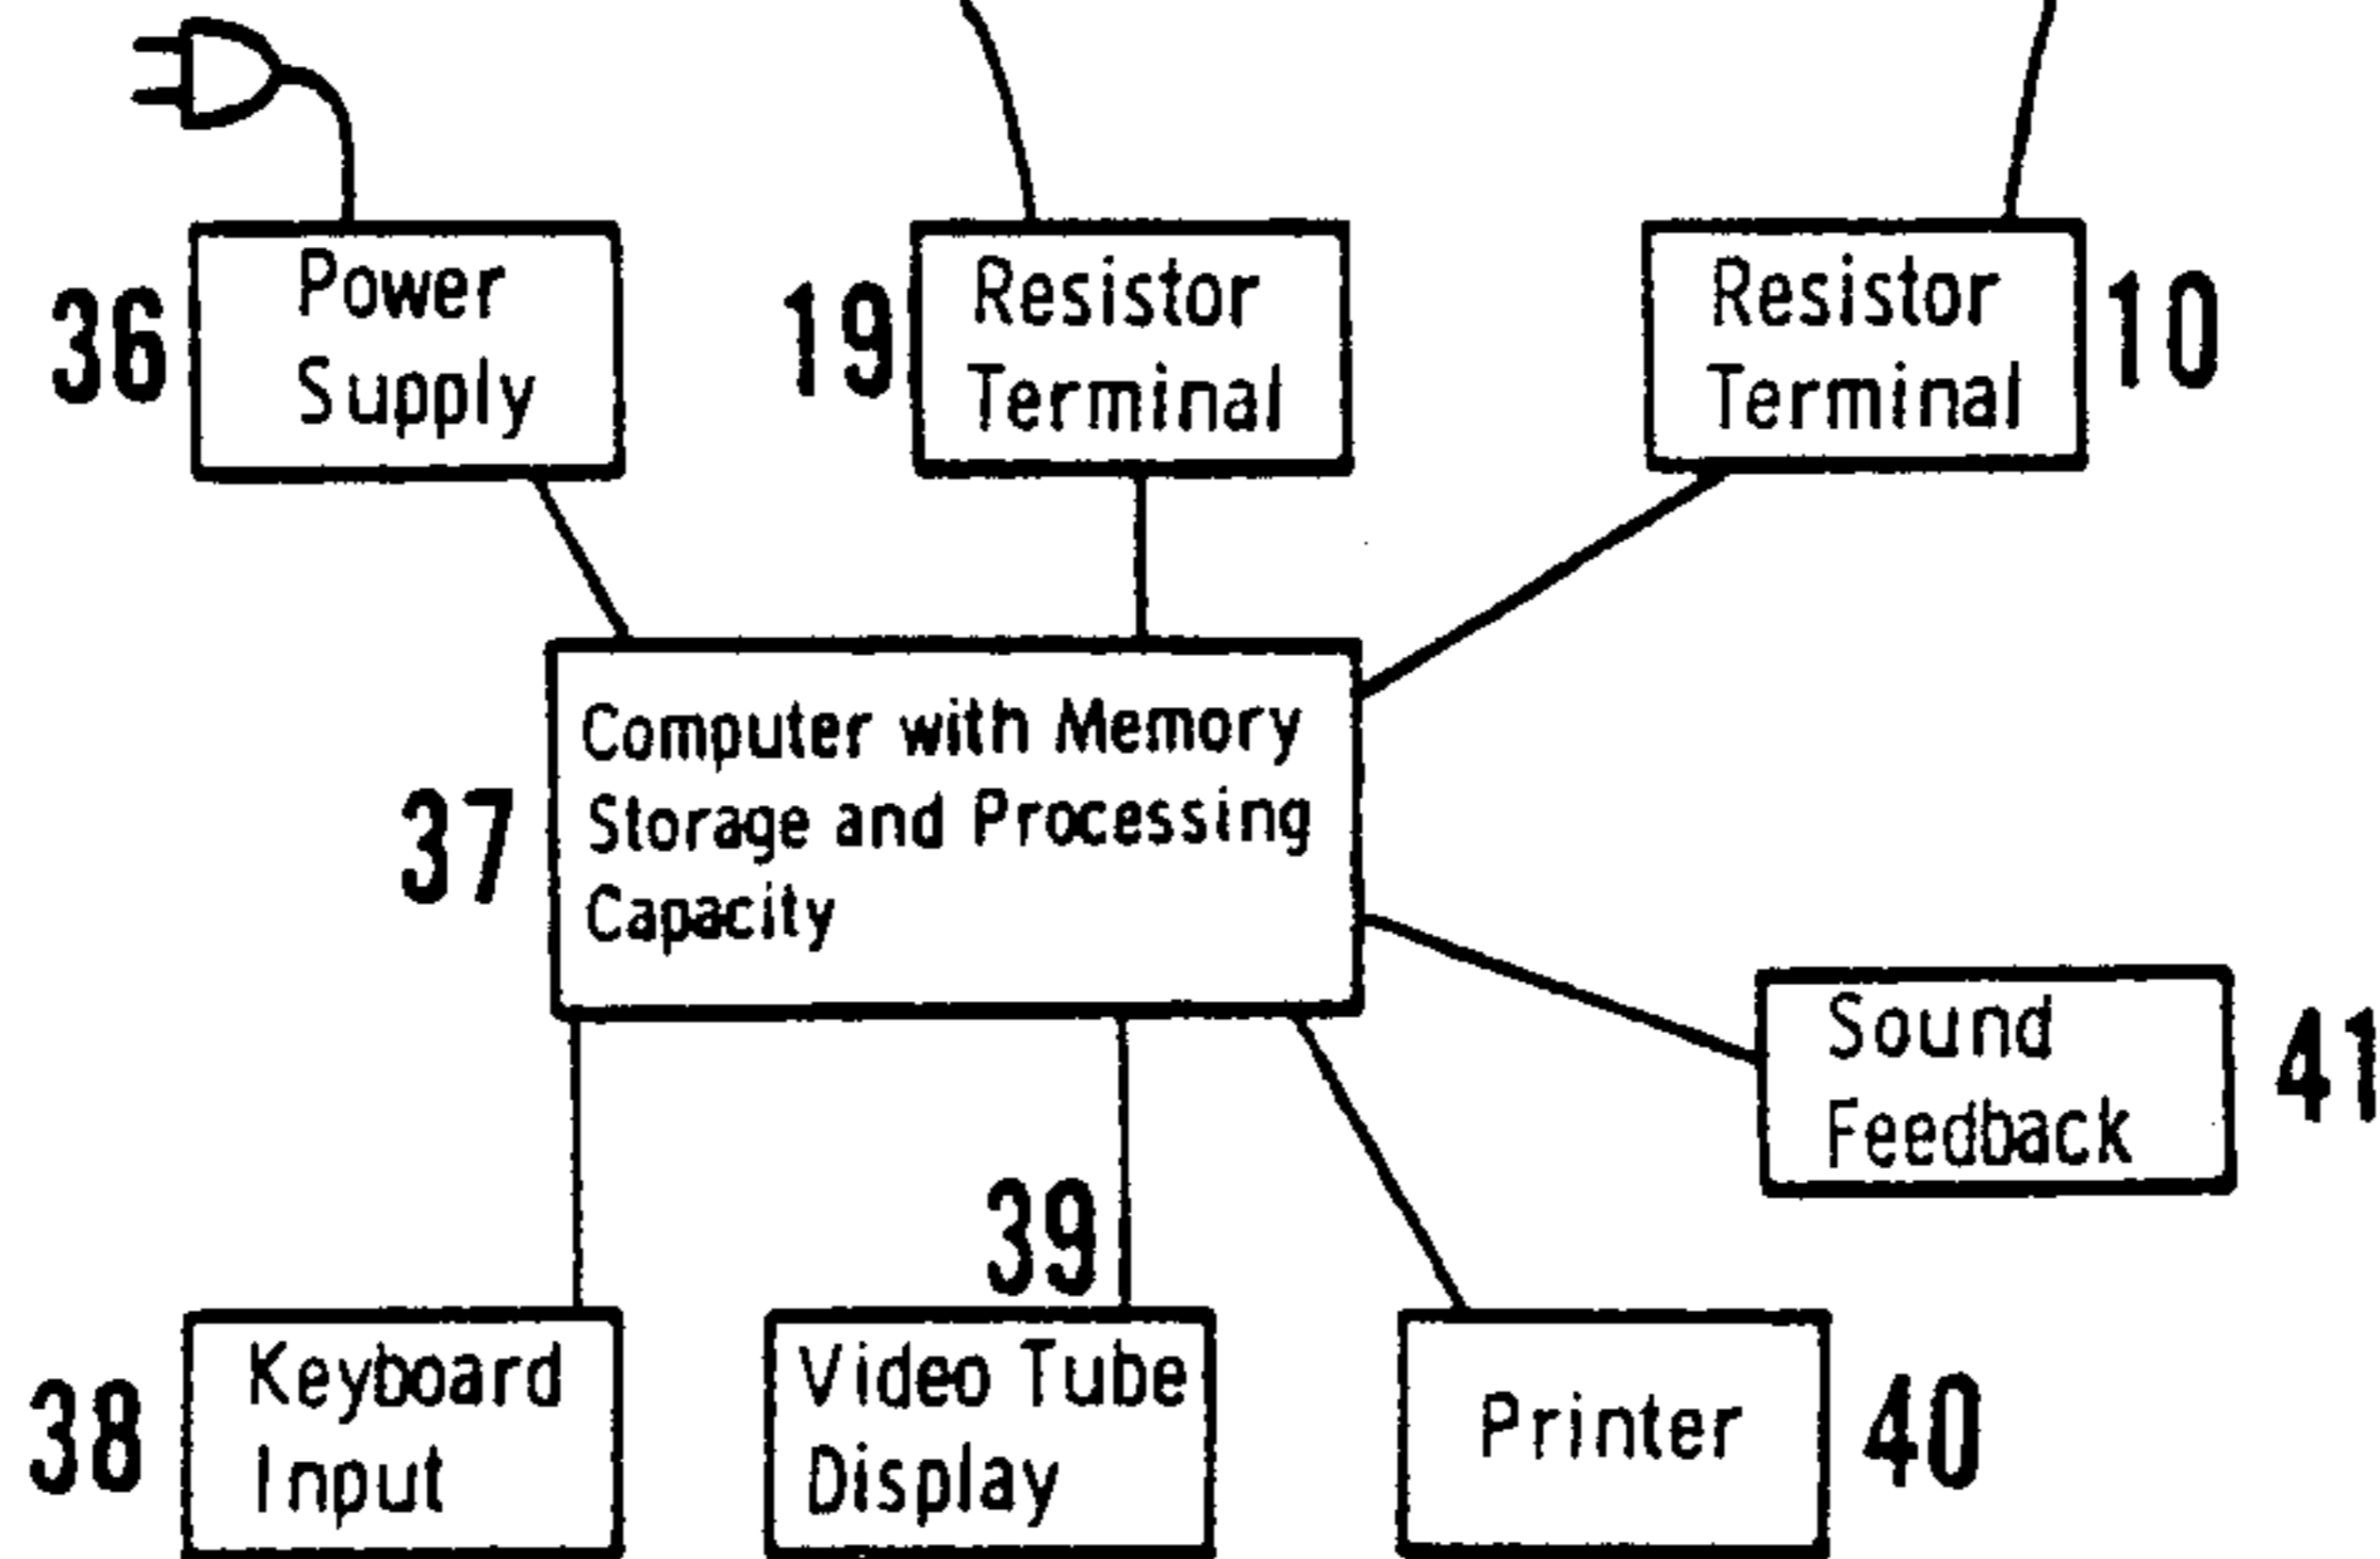 36
Power
Supply
19
Resistor
Terminal
Resistor
Terminal
10
37
Computer with Memory
Storage and Processing
Capacity
Sound
Feedback
41
39
38
Keyboard
Input
Video Tube
Display
Printer
40